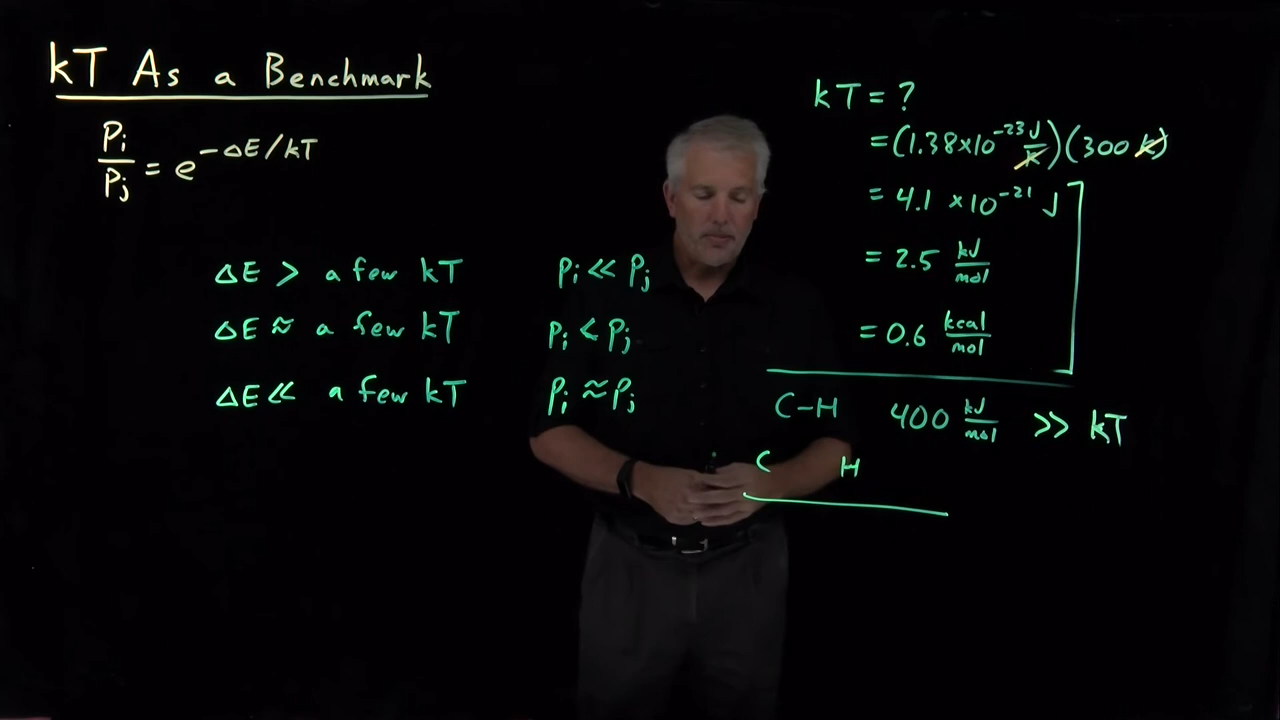 kT As a Benchmark
Pi/Pj = e^(-ΔE/kT)
ΔE > a few kT Pi << Pj
ΔE ≈ a few kT Pi < Pj
ΔE << a few kT Pi ≈ Pj
kT = ?
= (1.38×10^-23 J/K)(300 K)
= 4.1 ×10^-21 J
= 2.5 kJ/mol
= 0.6 kcal/mol
C-H 400 kJ/mol >> kT
C H